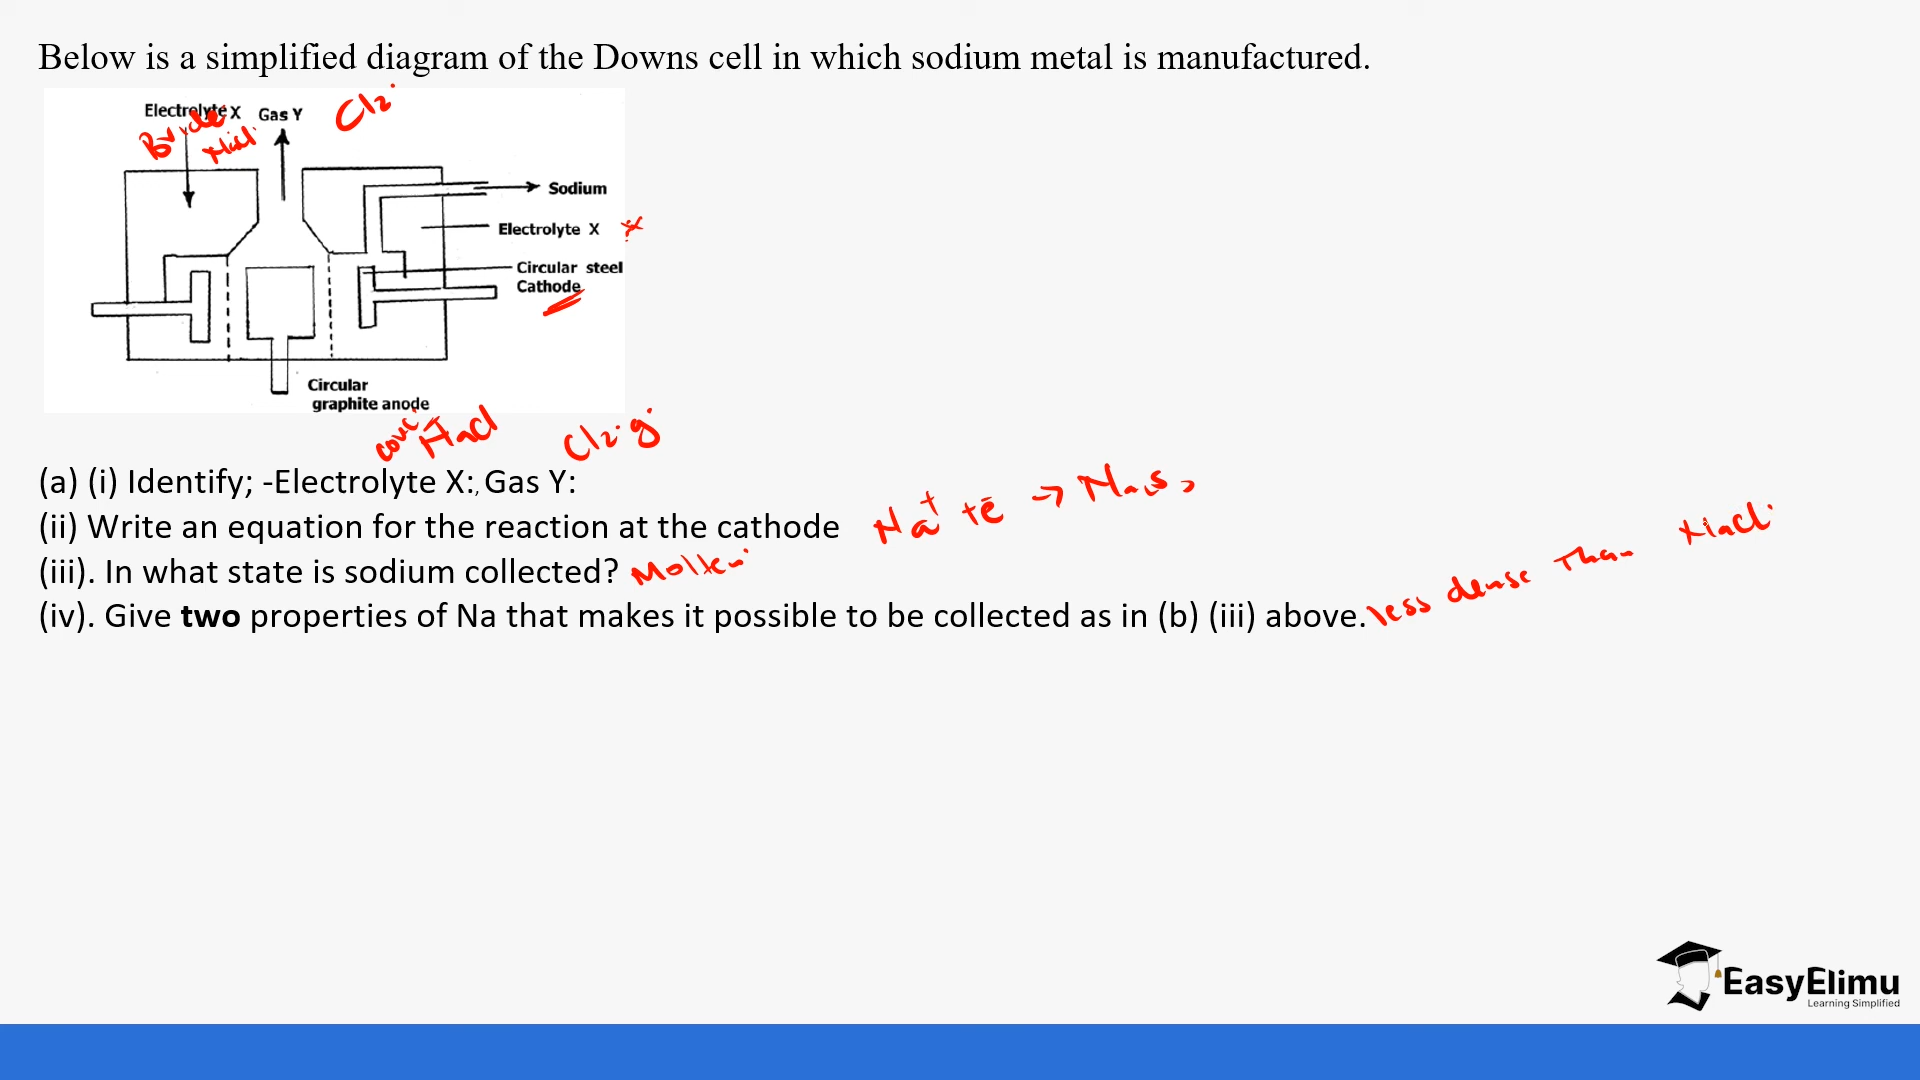 Below is a simplified diagram of the Downs cell in which sodium metal is manufactured.
Electrolyte X Gas Y Cl2.
Nacl.
Sodium
Electrolyte X x
Circular steel
Cathode
Circular
graphite anode
conc. Nacl Cl2.g.
(a) (i) Identify; -Electrolyte X:, Gas Y:
(ii) Write an equation for the reaction at the cathode Na+ + e → Na(s)
(iii). In what state is sodium collected? Molten.
(iv). Give two properties of Na that makes it possible to be collected as in (b) (iii) above. less dense Than Nacl.
EasyElimu
Learning Simplified